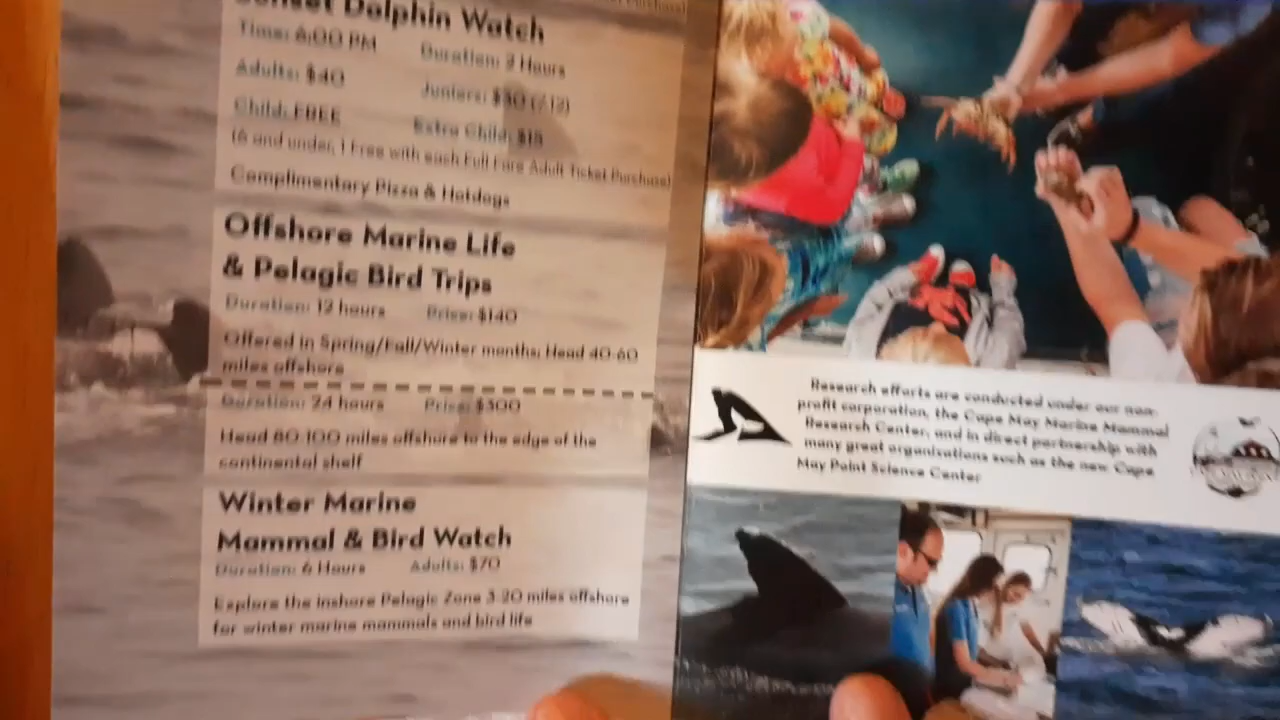 Sunset Dolphin Watch
Time: 6:00 PM Duration: 2 Hours
Adults: $40 Juniors: $30 (7-12)
Child: FREE Extra Child: $15
(6 and under, 1 Free with each Full Fare Adult Ticket Purchase)
Complimentary Pizza & Hotdogs
Offshore Marine Life
& Pelagic Bird Trips
Duration: 12 hours Price: $140
Offered in Spring/Fall/Winter months; Head 40-60
miles offshore
Duration: 24 hours Price: $300
Head 80-100 miles offshore to the edge of the
continental shelf
Winter Marine
Mammal & Bird Watch
Duration: 6 Hours Adults: $70
Explore the inshore Pelagic Zone 3-20 miles offshore
for winter marine mammals and bird life
Research efforts are conducted under our non-
profit corporation, the Cape May Marine Mammal
Research Center, and in direct partnership with
many great organizations such as the new Cape
May Point Science Center